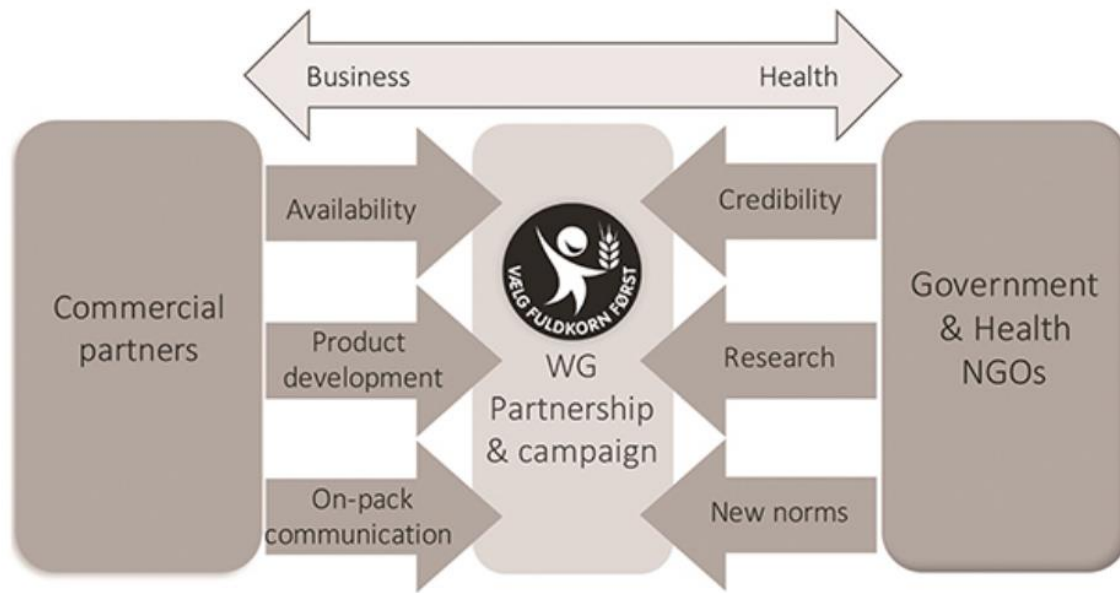 Business
Health
Commercial
partners
Availability
Product
development
On-pack
communication
VÆLG FULDKORN FØRST
WG
Partnership
& campaign
Credibility
Research
New norms
Government
& Health
NGOs